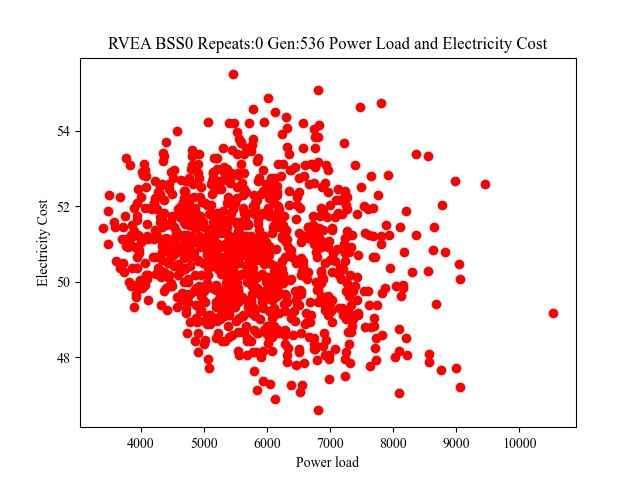 RVEA BSS0 Repeats:0 Gen:536 Power Load and Electricity Cost
Electricity Cost
54
52
50
48
4000 5000 6000 7000 8000 9000 10000
Power load